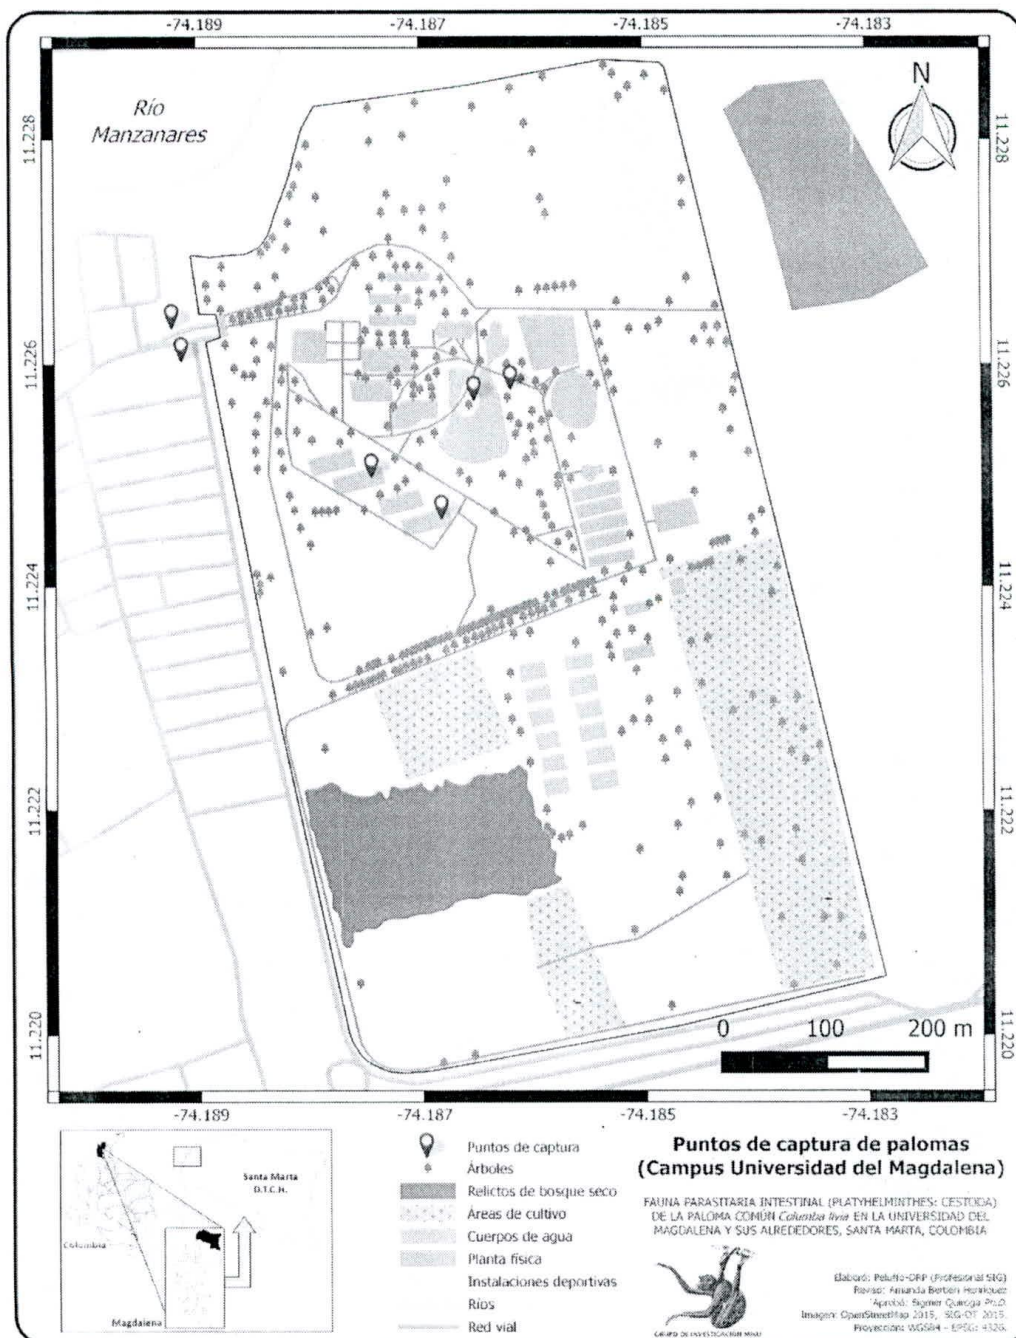 -74.189 -74.187 -74.185 -74.183
Río
Manzanares
N
11.228
11.228
11.226
11.226
11.224
11.224
11.222
11.222
11.220
11.220
0 100 200 m
-74.189 -74.187 -74.185 -74.183
Santa Marta
D.T.C.H.
Colombia
Magdalena
Puntos de captura
Árboles
Relictos de bosque seco
Áreas de cultivo
Cuerpos de agua
Planta física
Instalaciones deportivas
Ríos
Red vial
Puntos de captura de palomas
(Campus Universidad del Magdalena)
FAUNA PARASITARIA INTESTINAL (PLATYHELMINTHES: CESTODA)
DE LA PALOMA COMÚN Columba livia EN LA UNIVERSIDAD DEL
MAGDALENA Y SUS ALREDEDORES, SANTA MARTA, COLOMBIA
Elaboró: Pelufo-DRP (Profesional SIG)
Revisó: Amanda Berben Henriquez
Aprobó: Sigmer Quiroga Ph.D.
Imagen: OpenStreetMap 2015, SIG-OT 2015.
Proyección: WGS84 - EPSG: 4326.
GRUPO DE INVESTIGACION